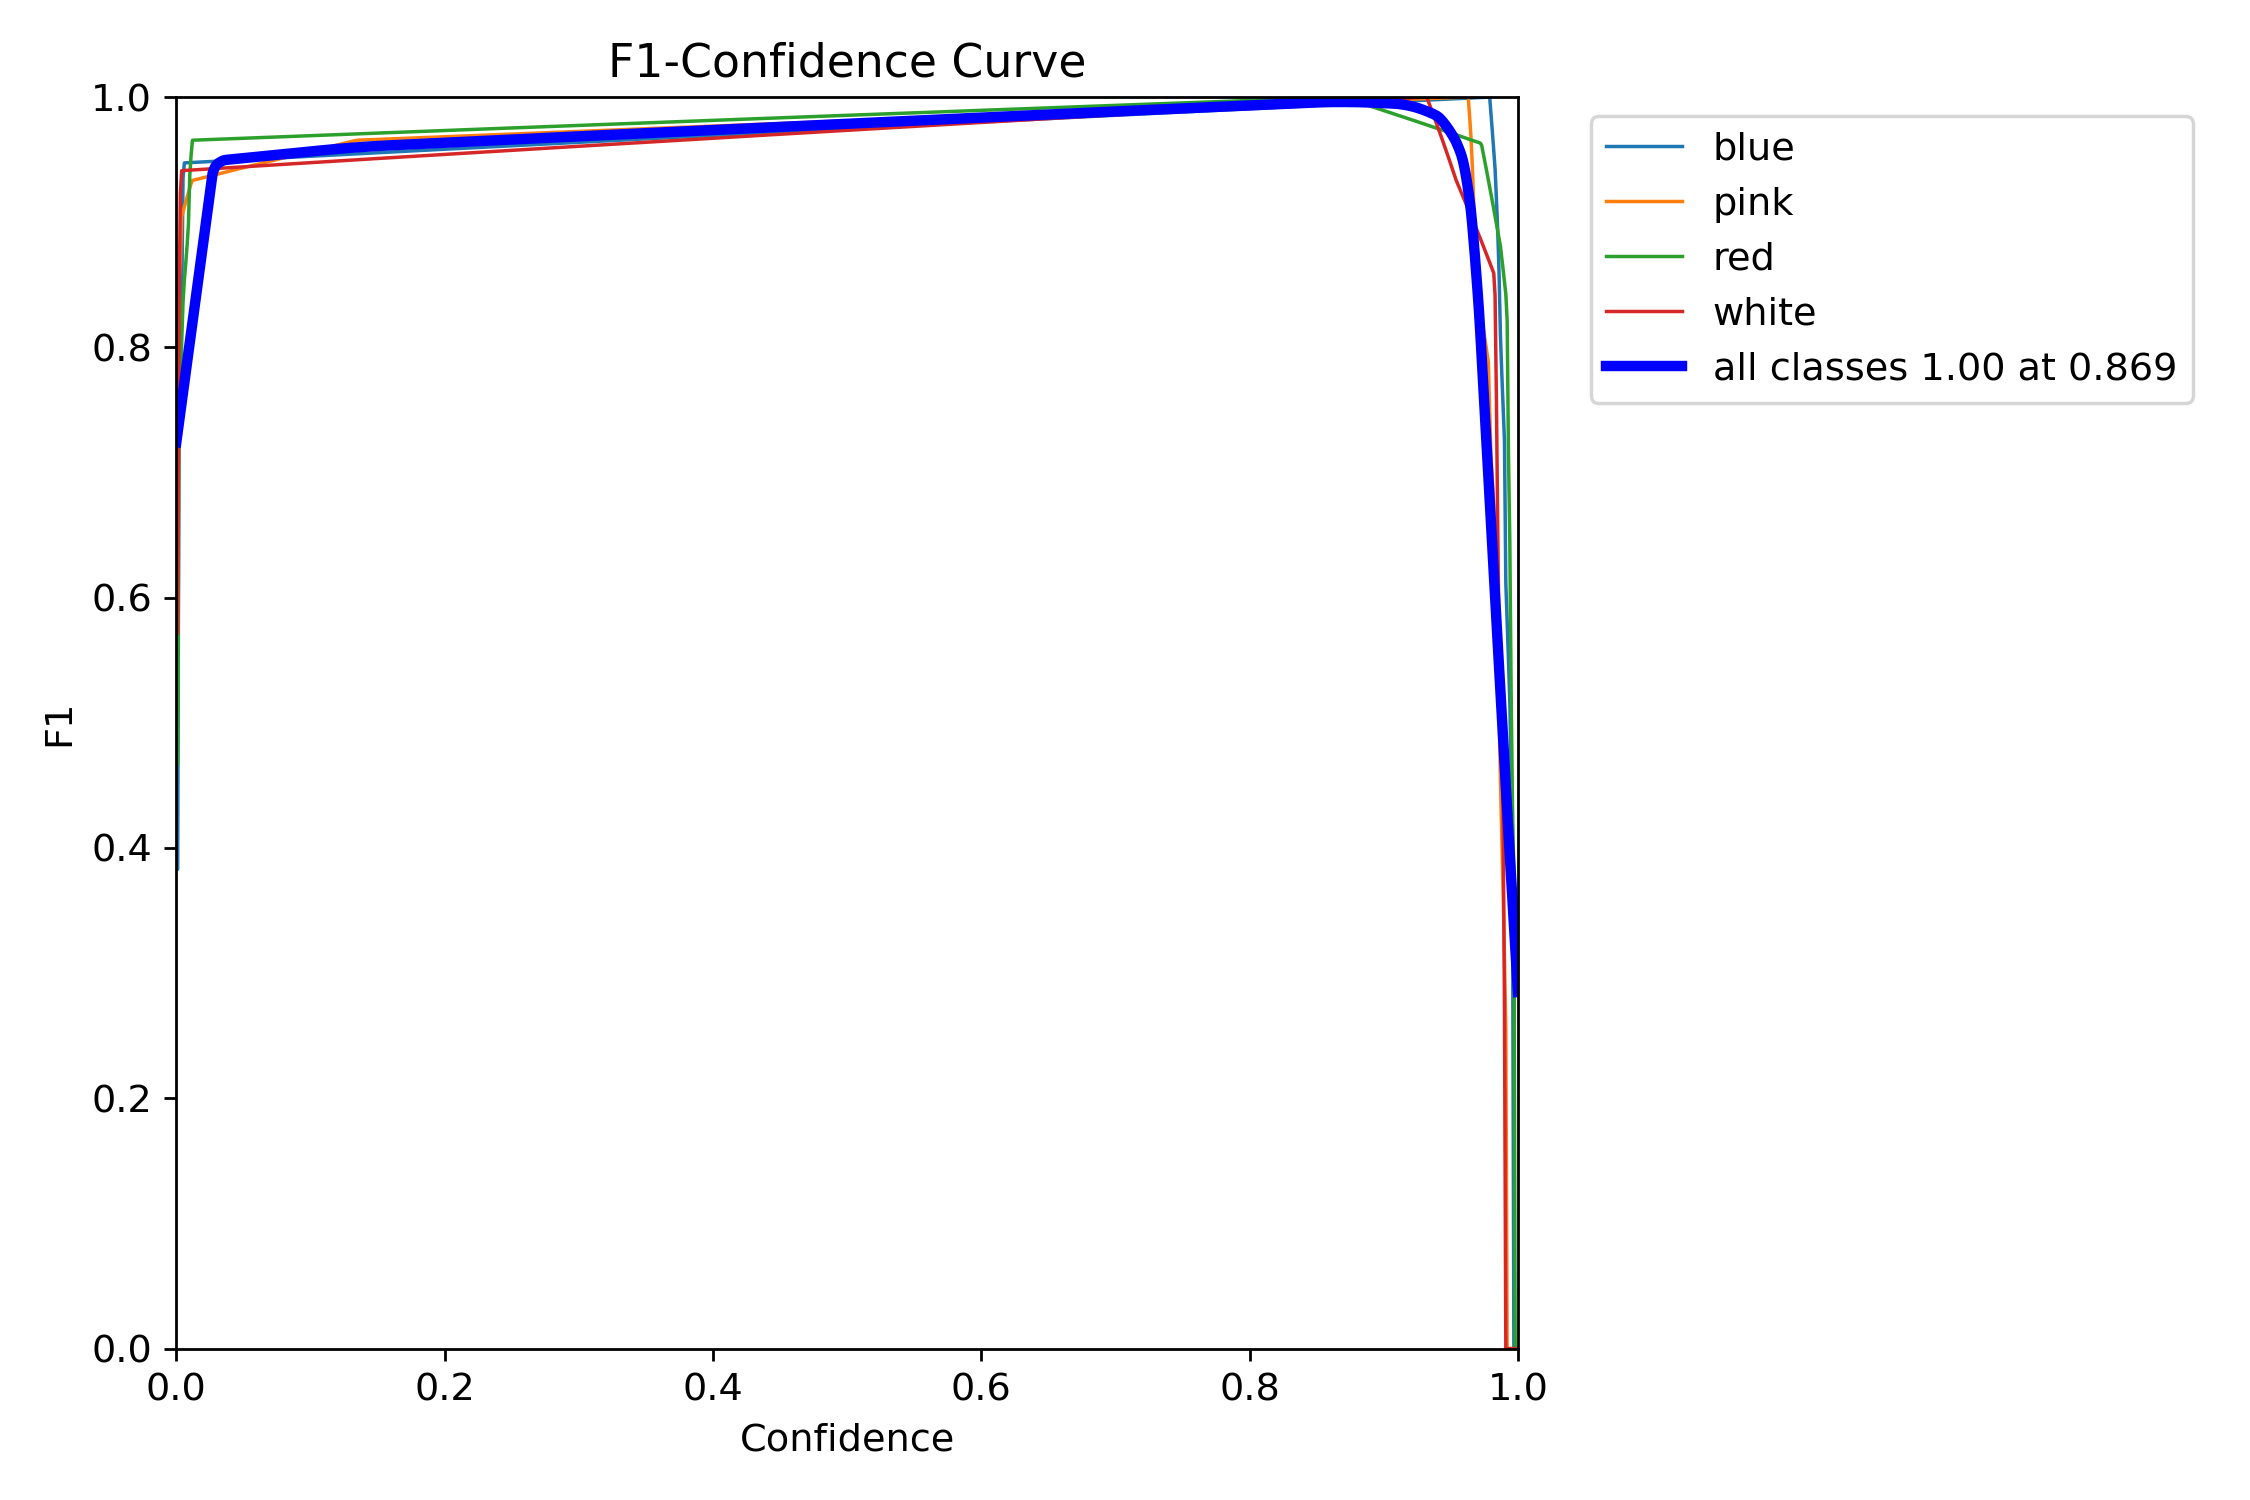 F1-Confidence Curve
1.0
0.8
0.6
0.4
0.2
0.0
F1
0.0 0.2 0.4 0.6 0.8 1.0
Confidence
blue
pink
red
white
all classes 1.00 at 0.869